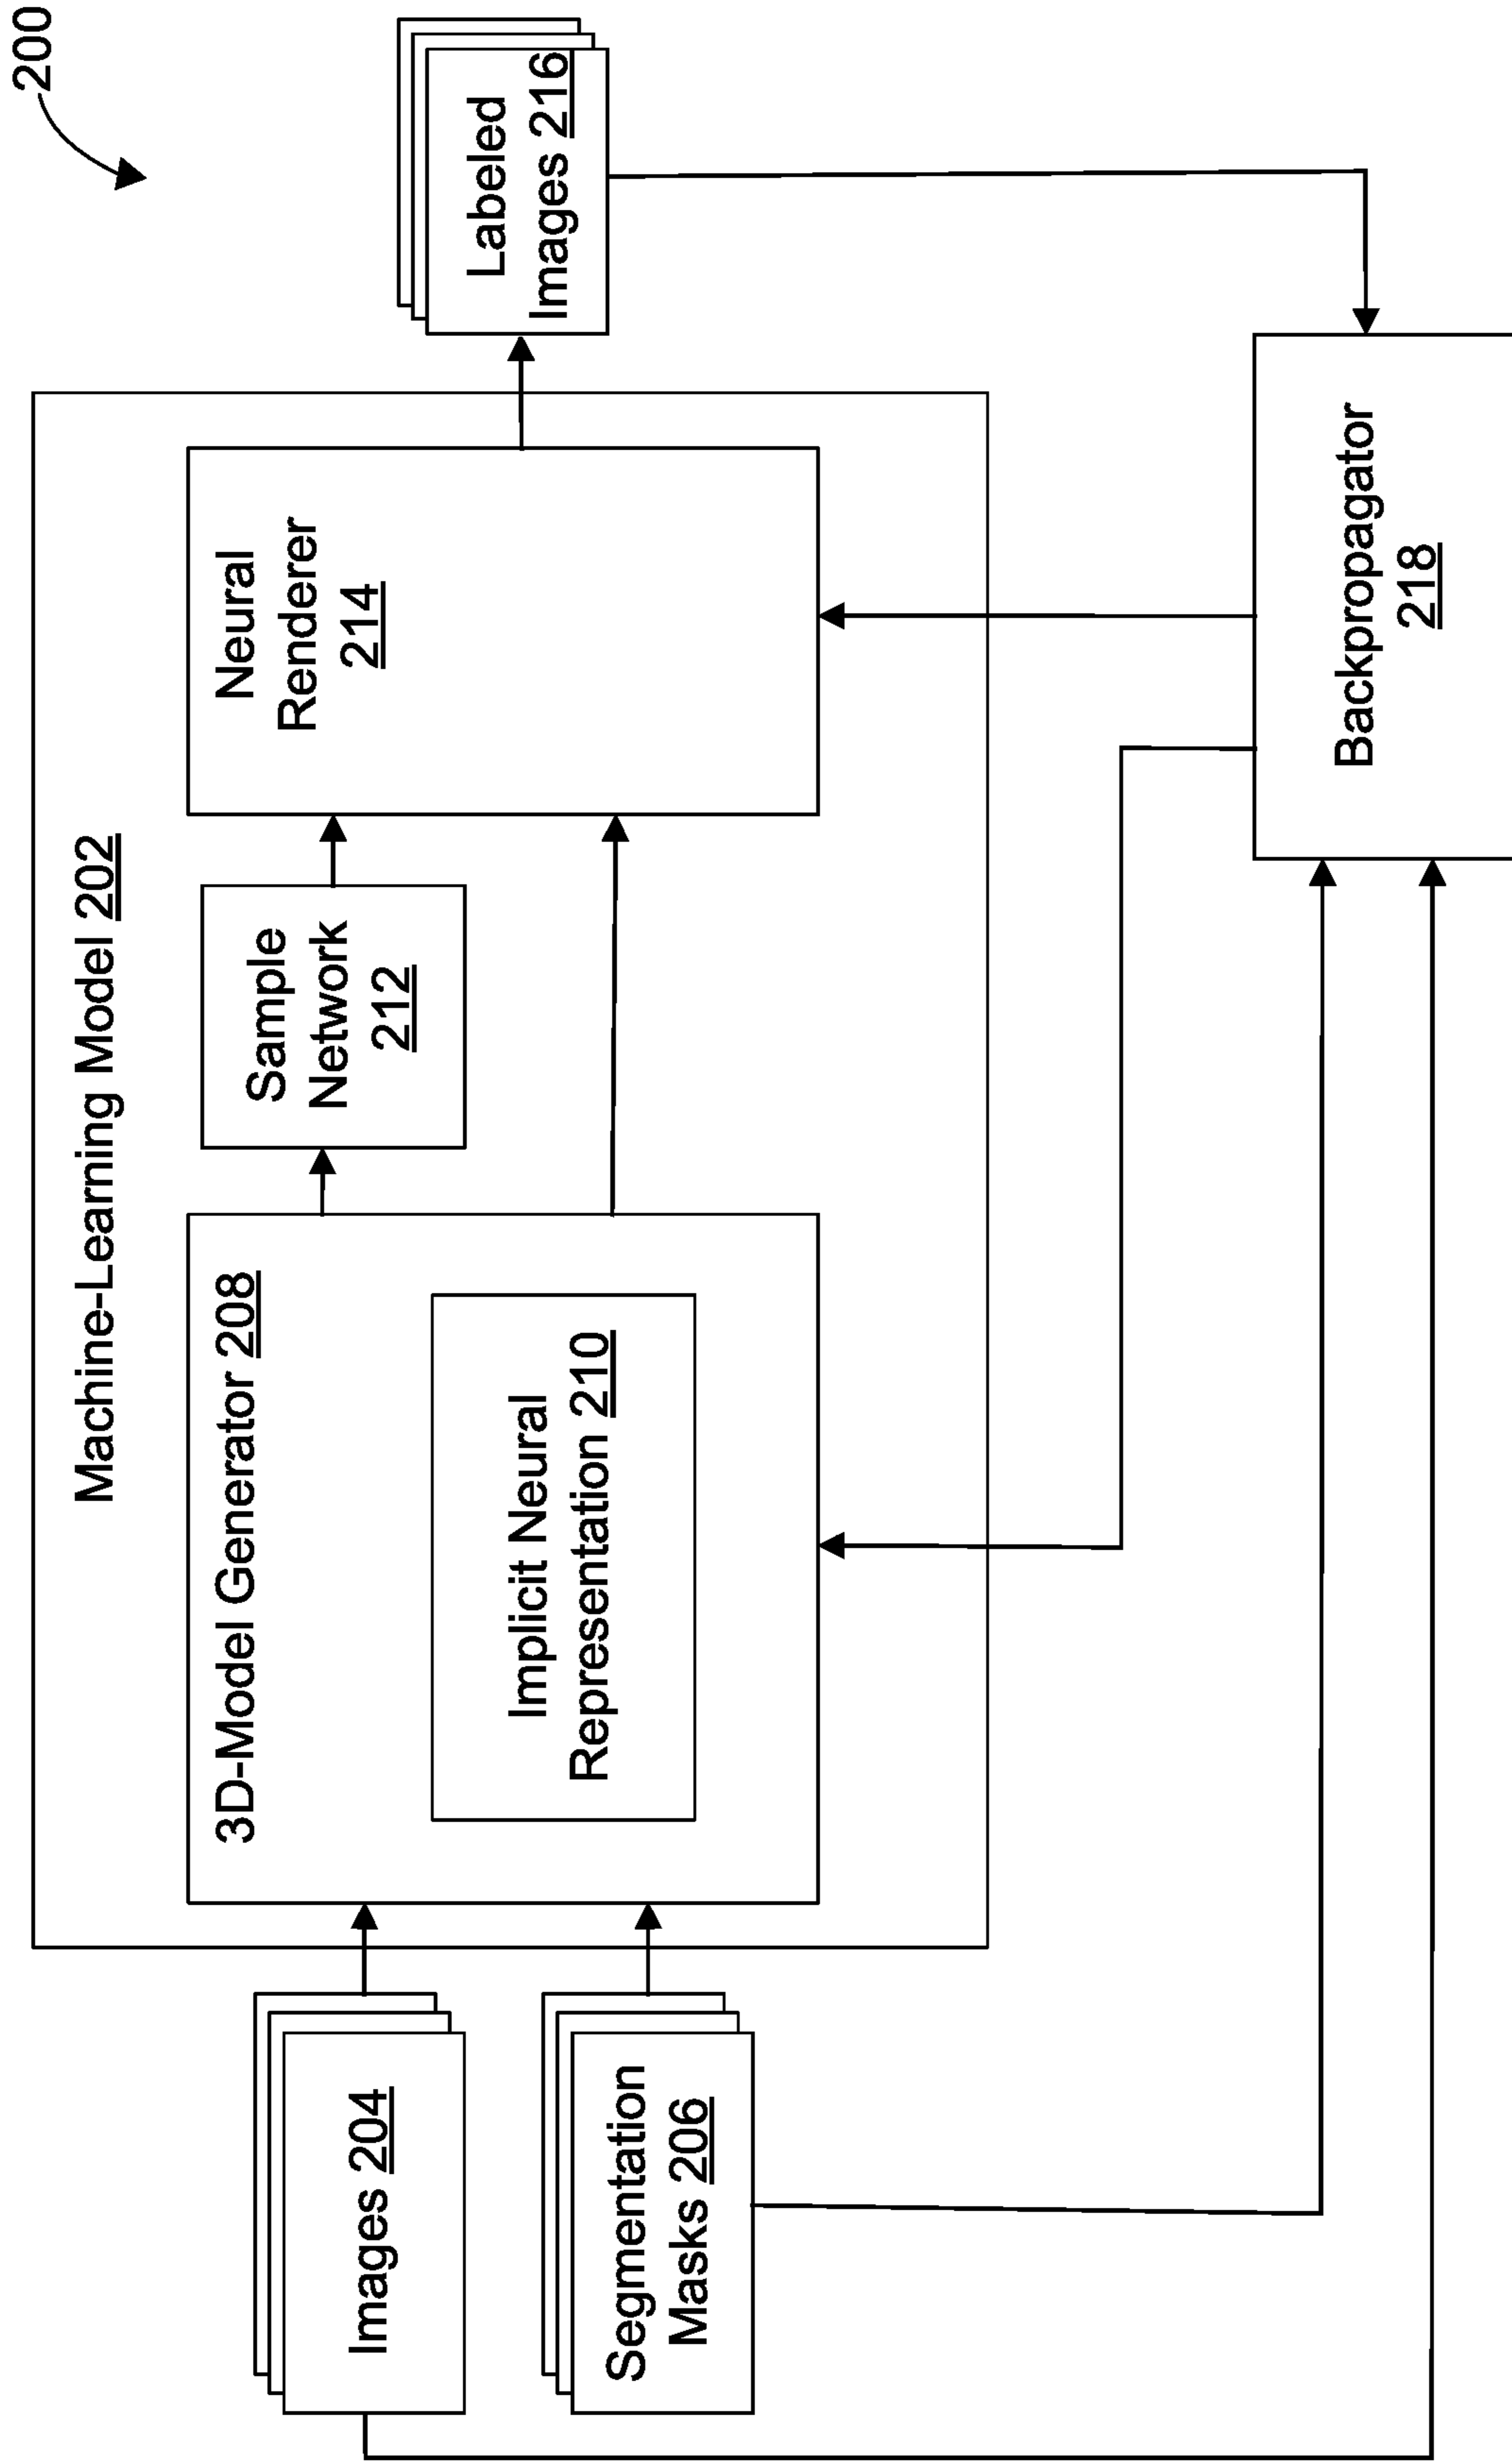 200
Machine-Learning Model 202
Images 204
Segmentation
Masks 206
3D-Model Generator 208
Implicit Neural
Representation 210
Sample
Network
212
Neural
Renderer
214
Labeled
Images 216
Backpropagator
218